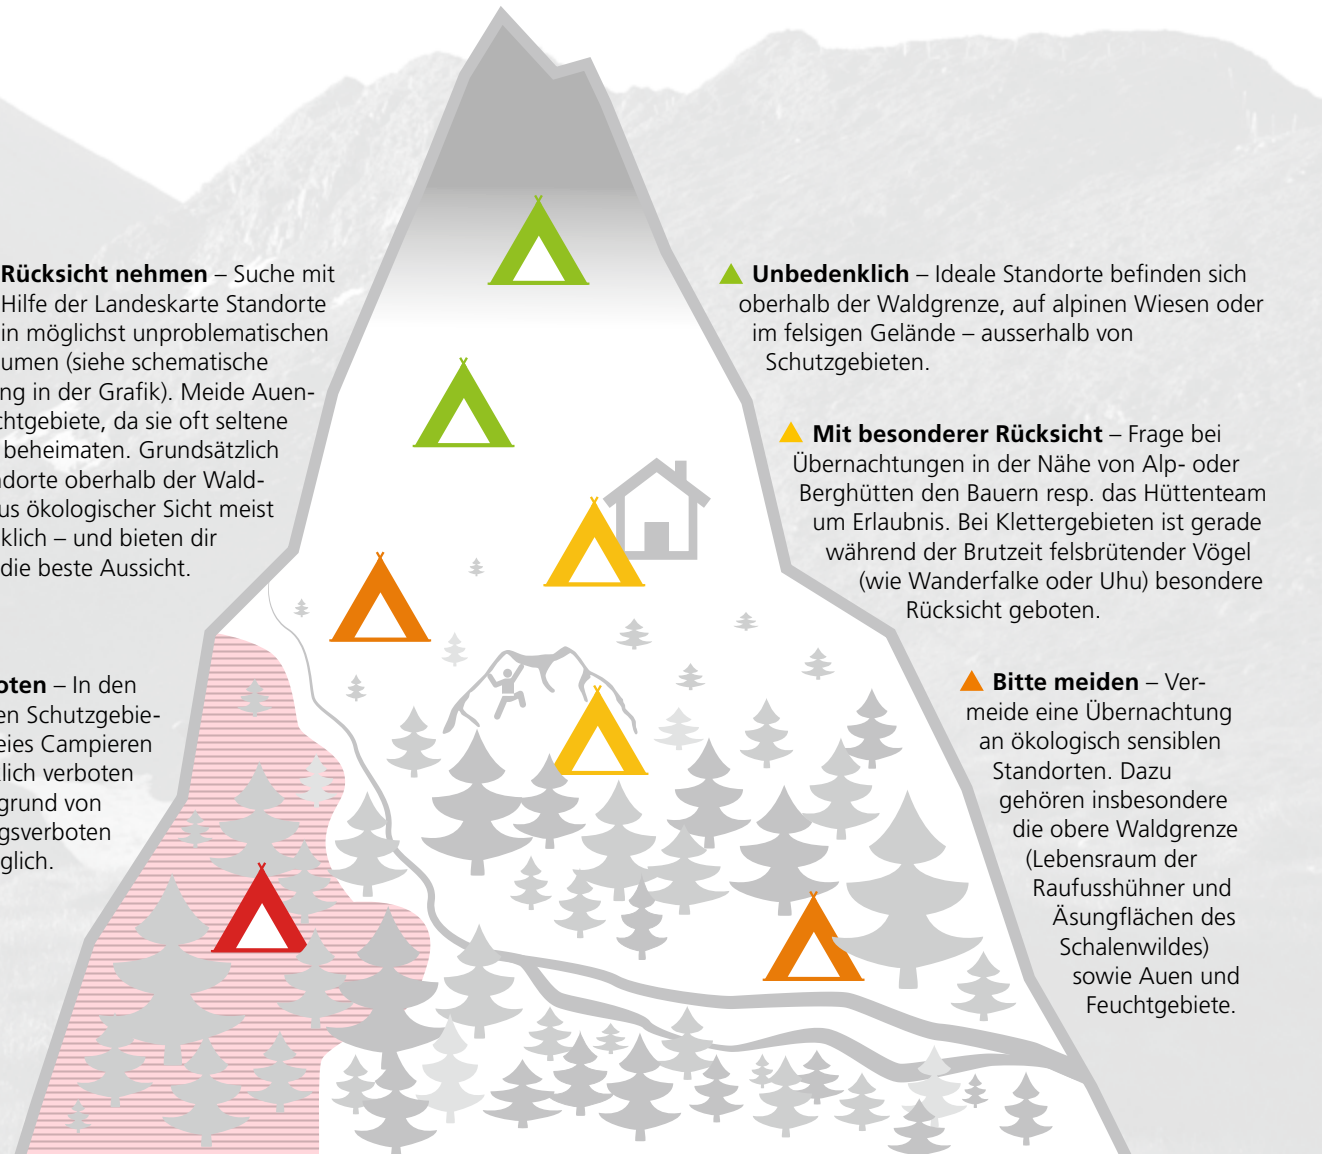 Rücksicht nehmen – Suche mit
Hilfe der Landeskarte Standorte
in möglichst unproblematischen
umen (siehe schematische
ng in der Grafik). Meide Auen-
chtgebiete, da sie oft seltene
beheimaten. Grundsätzlich
ndorte oberhalb der Wald-
us ökologischer Sicht meist
klich – und bieten dir
die beste Aussicht.
oten – In den
en Schutzgebie-
eies Campieren
lich verboten
grund von
gsverboten
glich.
Unbedenklich – Ideale Standorte befinden sich
oberhalb der Waldgrenze, auf alpinen Wiesen oder
im felsigen Gelände – ausserhalb von
Schutzgebieten.
Mit besonderer Rücksicht – Frage bei
Übernachtungen in der Nähe von Alp- oder
Berghütten den Bauern resp. das Hüttenteam
um Erlaubnis. Bei Klettergebieten ist gerade
während der Brutzeit felsbrütender Vögel
(wie Wanderfalke oder Uhu) besondere
Rücksicht geboten.
Bitte meiden – Ver-
meide eine Übernachtung
an ökologisch sensiblen
Standorten. Dazu
gehören insbesondere
die obere Waldgrenze
(Lebensraum der
Raufusshühner und
Äsungflächen des
Schalenwildes)
sowie Auen und
Feuchtgebiete.